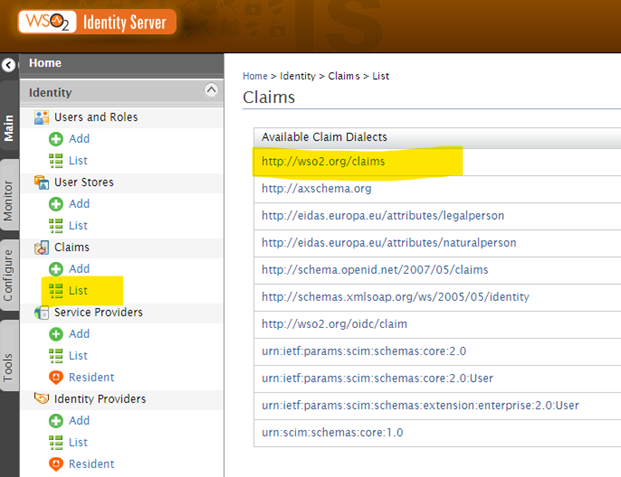 WSO2 Identity Server
Home
Identity
Users and Roles
Add
List
User Stores
Add
List
Claims
Add
List
Service Providers
Add
List
Resident
Identity Providers
Add
List
Resident
Main
Monitor
Configure
Tools
Home > Identity > Claims > List
Claims
Available Claim Dialects
http://wso2.org/claims
http://axschema.org
http://eidas.europa.eu/attributes/legalperson
http://eidas.europa.eu/attributes/naturalperson
http://schema.openid.net/2007/05/claims
http://schemas.xmlsoap.org/ws/2005/05/identity
http://wso2.org/oidc/claim
urn:ietf:params:scim:schemas:core:2.0
urn:ietf:params:scim:schemas:core:2.0:User
urn:ietf:params:scim:schemas:extension:enterprise:2.0:User
urn:scim:schemas:core:1.0